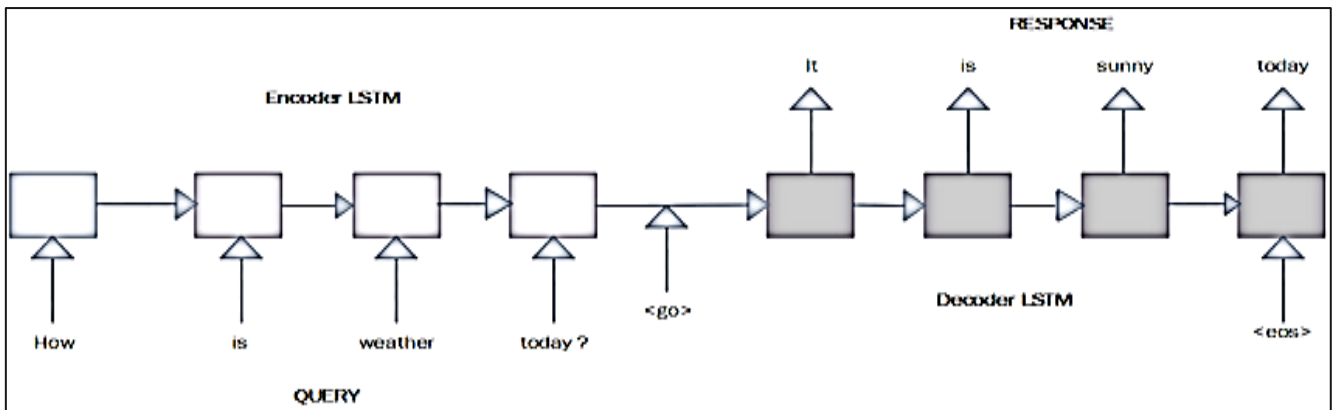 RESPONSE
It is sunny today
Encoder LSTM
<go>
Decoder LSTM
<eos>
How is weather today ?
QUERY